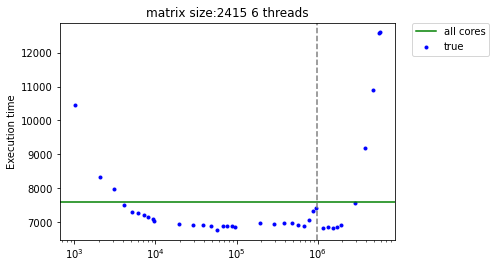 matrix size:2415 6 threads
all cores
true
Execution time
12000
11000
10000
9000
8000
7000
10³
10⁴
10⁵
10⁶